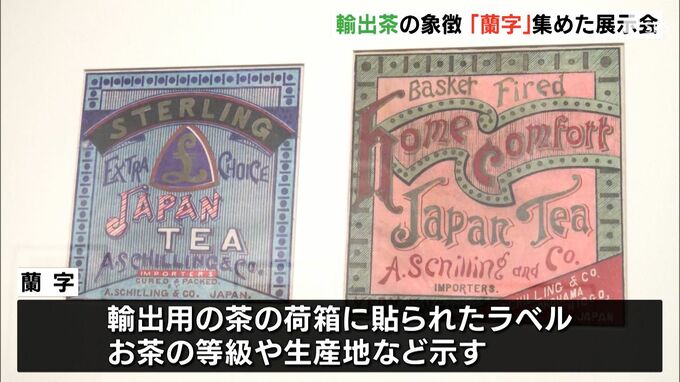 輸出茶の象徴「蘭字」集めた展示会
STERLING
£
EXTRA CHOICE
JAPAN
TEA
A.SCHILLING & CO.
IMPORTERS
CURED & PACKED
A.SCHILLING & CO. JAPAN.
Basket Fired
Home Comfort
Japan Tea
A.Schilling and Co.
IMPORTERS.
蘭字
輸出用の茶の荷箱に貼られたラベル
お茶の等級や生産地など示す